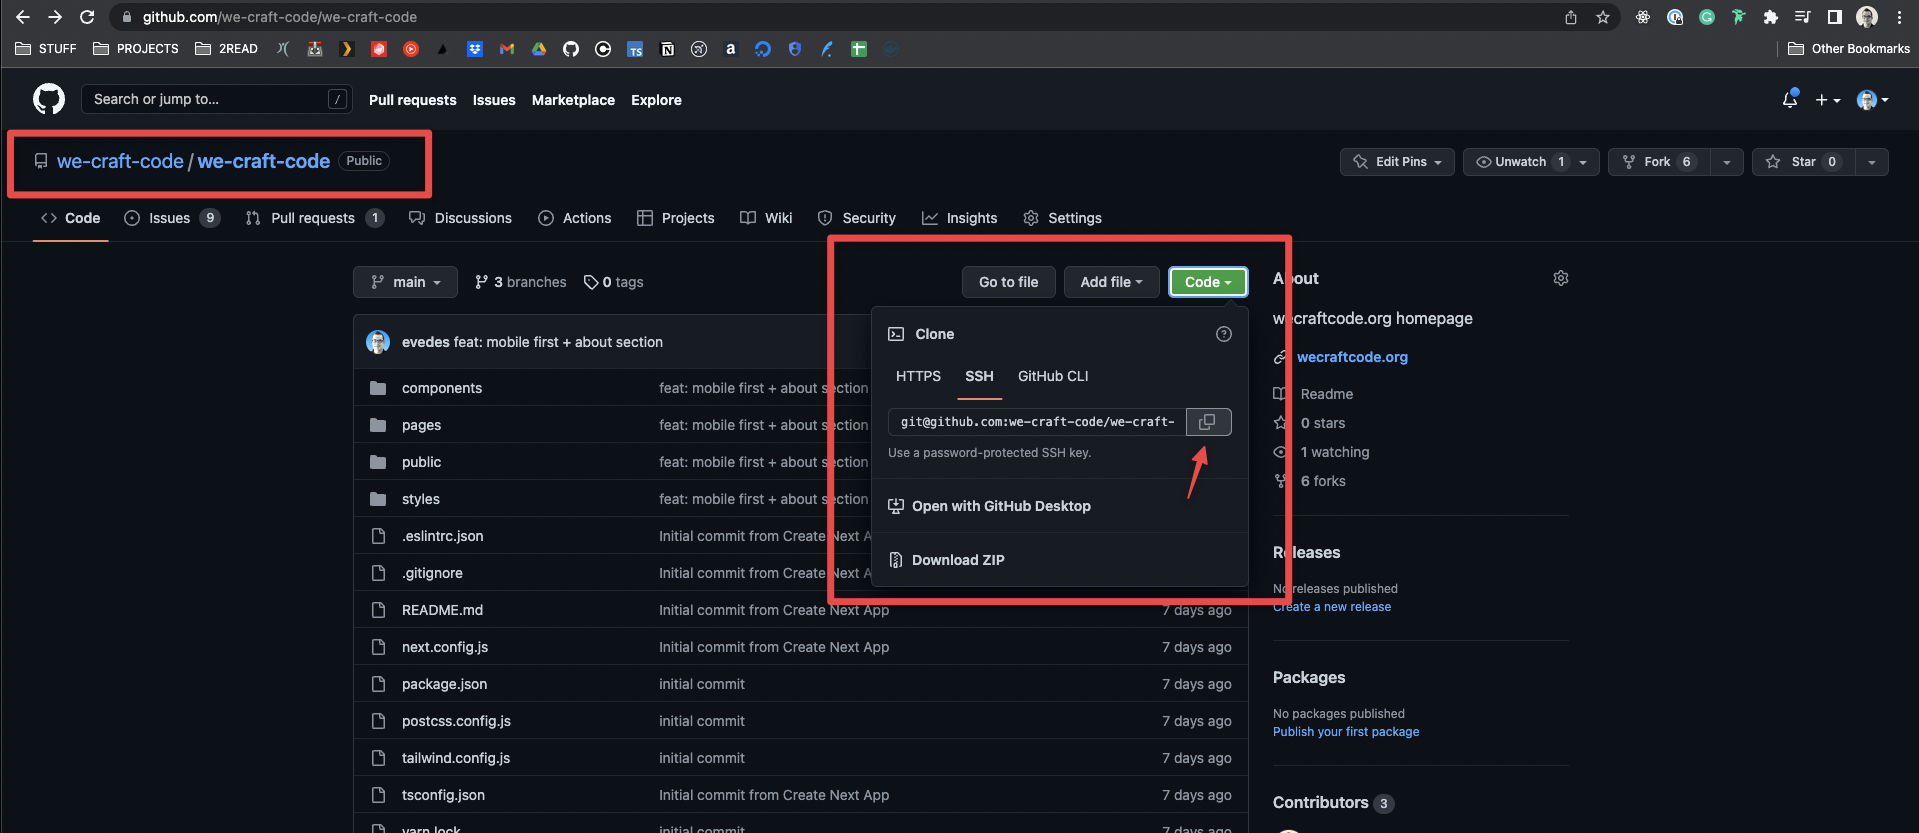 github.com/we-craft-code/we-craft-code
STUFF PROJECTS 2READ TS N a Other Bookmarks
Search or jump to... / Pull requests Issues Marketplace Explore
we-craft-code / we-craft-code Public
Edit Pins Unwatch 1 Fork 6 Star 0
Code Issues 9 Pull requests 1 Discussions Actions Projects Wiki Security Insights Settings
main 3 branches 0 tags Go to file Add file Code
evedes feat: mobile first + about section
components feat: mobile first + about section
pages feat: mobile first + about section
public feat: mobile first + about section
styles feat: mobile first + about section
.eslintrc.json Initial commit from Create Next A
.gitignore Initial commit from Create Next A
README.md Initial commit from Create Next App 7 days ago
next.config.js Initial commit from Create Next App 7 days ago
package.json initial commit 7 days ago
postcss.config.js initial commit 7 days ago
tailwind.config.js initial commit 7 days ago
tsconfig.json Initial commit from Create Next App 7 days ago
yarn.lock initial commit 7 days ago
Clone
HTTPS SSH GitHub CLI
git@github.com:we-craft-code/we-craft-
Use a password-protected SSH key.
Open with GitHub Desktop
Download ZIP
About
wecraftcode.org homepage
wecraftcode.org
Readme
0 stars
1 watching
6 forks
Releases
No releases published
Create a new release
Packages
No packages published
Publish your first package
Contributors 3